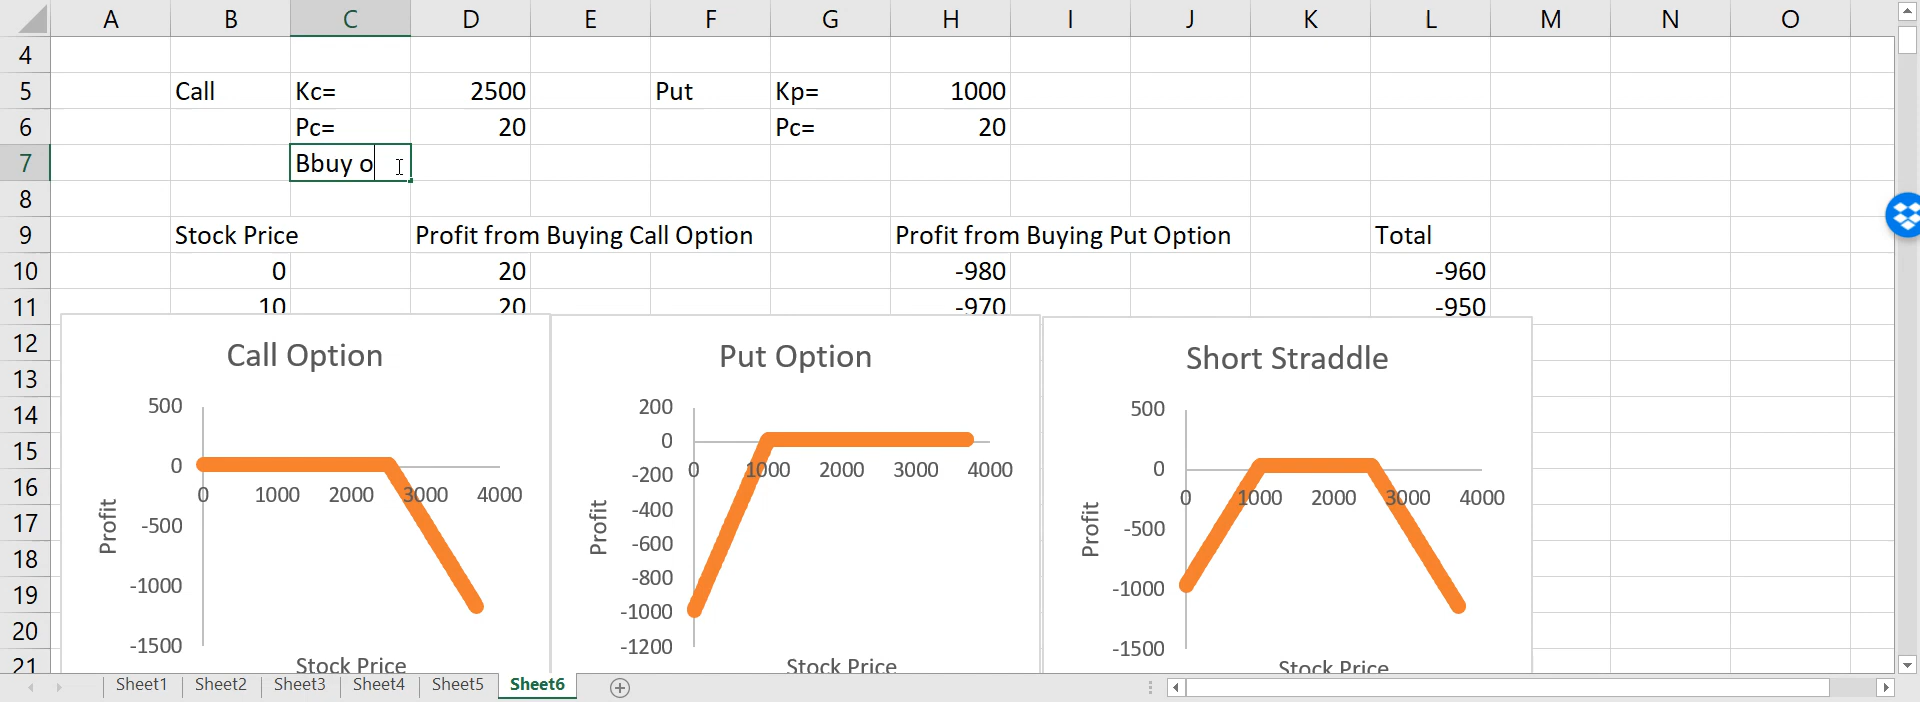 A B C D E F G H I J K L M N O
4
5 Call Kc= 2500 Put Kp= 1000
6 Pc= 20 Pc= 20
7 Bbuy o
8
9 Stock Price Profit from Buying Call Option Profit from Buying Put Option Total
10 0 20 -980 -960
11 10 20 -970 -950
12
13
14
15
16
17
18
19
20
21
Call Option
500
0
-500
-1000
-1500
0 1000 2000 3000 4000
Profit
Stock Price
Put Option
200
0
-200
-400
-600
-800
-1000
-1200
0 1000 2000 3000 4000
Profit
Stock Price
Short Straddle
500
0
-500
-1000
-1500
0 1000 2000 3000 4000
Profit
Stock Price
Sheet1 Sheet2 Sheet3 Sheet4 Sheet5 Sheet6